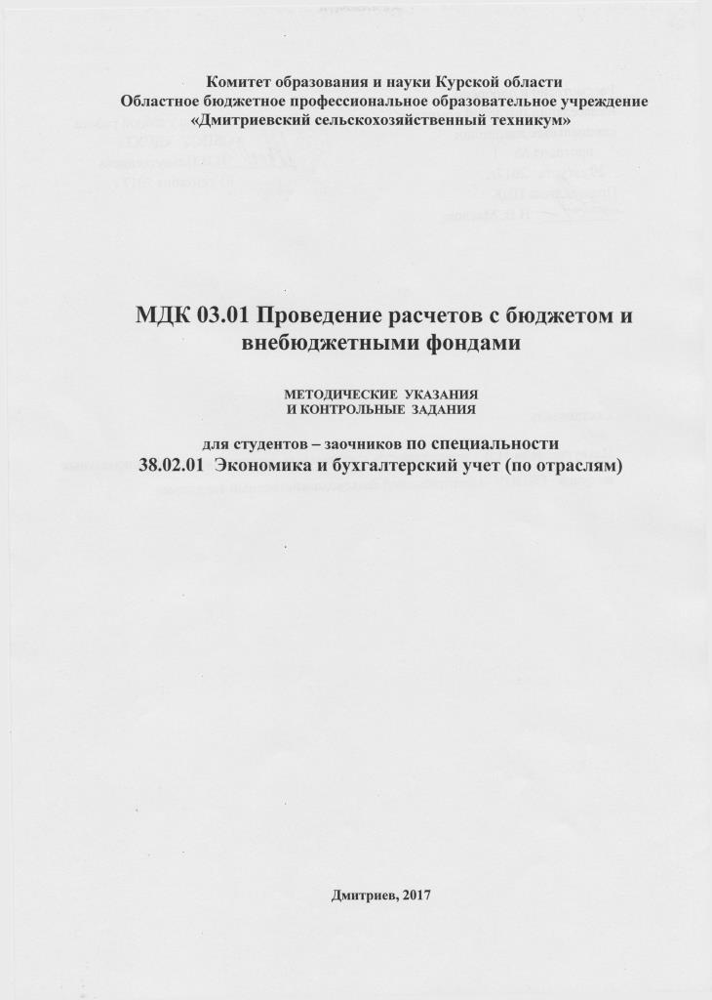 Комитет образования и науки Курской области
Областное бюджетное профессиональное образовательное учреждение
«Дмитриевский сельскохозяйственный техникум»
МДК 03.01 Проведение расчетов с бюджетом и
внебюджетными фондами
МЕТОДИЧЕСКИЕ УКАЗАНИЯ
И КОНТРОЛЬНЫЕ ЗАДАНИЯ
для студентов – заочников по специальности
38.02.01 Экономика и бухгалтерский учет (по отраслям)
Дмитриев, 2017